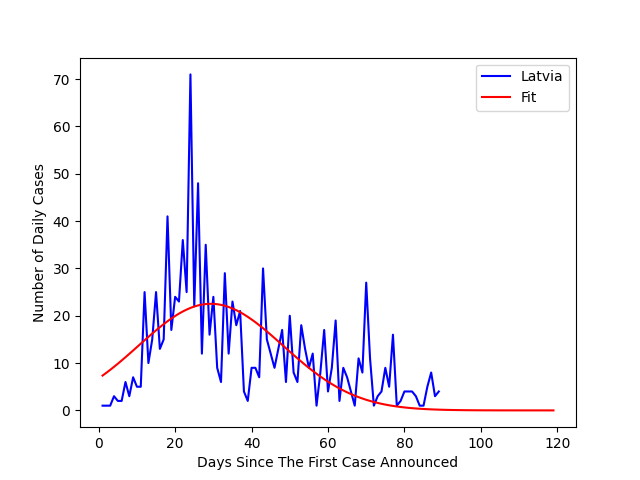 Latvia
Fit
70
60
50
40
30
20
10
0
Number of Daily Cases
0 20 40 60 80 100 120
Days Since The First Case Announced